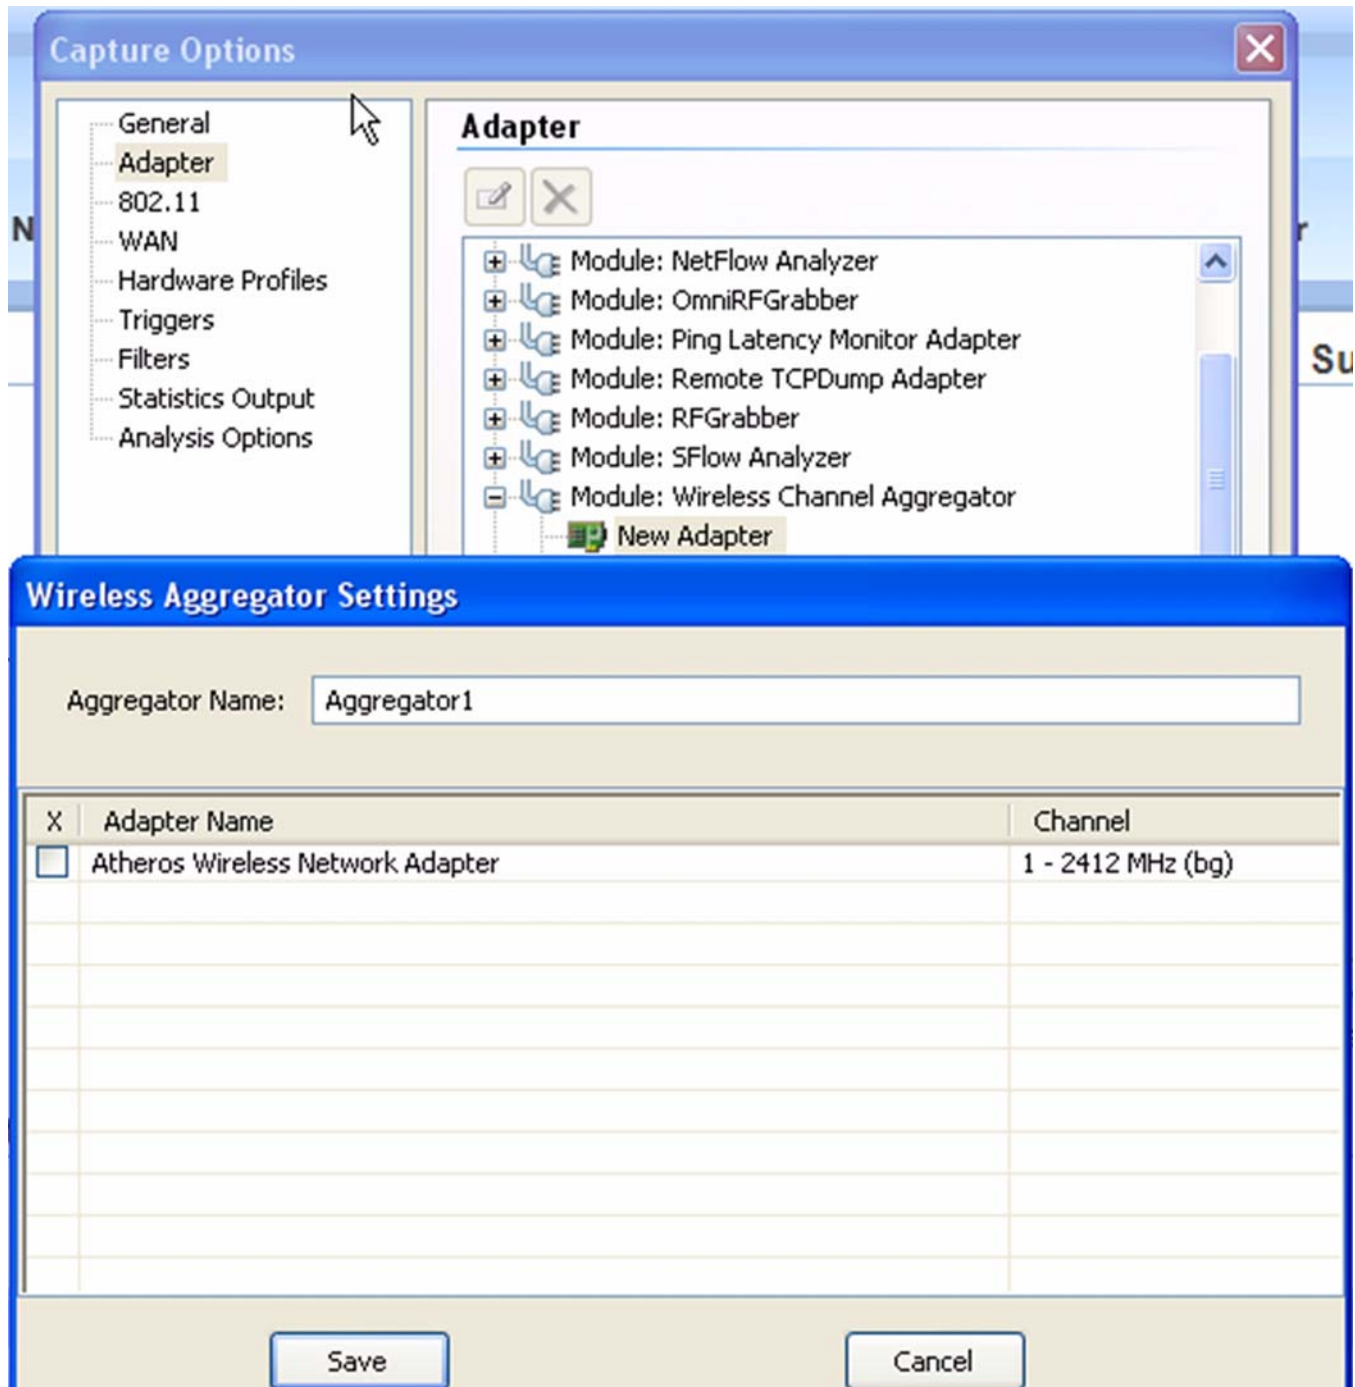 Capture Options
General
Adapter
802.11
WAN
Hardware Profiles
Triggers
Filters
Statistics Output
Analysis Options
Adapter
Module: NetFlow Analyzer
Module: OmniRFGrabber
Module: Ping Latency Monitor Adapter
Module: Remote TCPDump Adapter
Module: RFGrabber
Module: SFlow Analyzer
Module: Wireless Channel Aggregator
New Adapter
N
r
Su
Wireless Aggregator Settings
Aggregator Name: Aggregator1
X Adapter Name Channel
Atheros Wireless Network Adapter 1 - 2412 MHz (bg)
Save Cancel